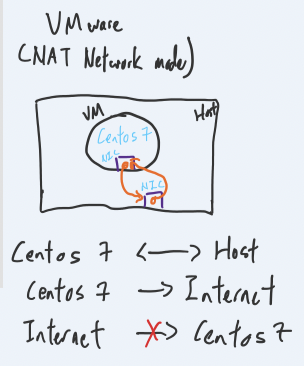 VMware
(NAT Network mode)
VM
Host
Centos 7
NIC
NIC
Centos 7 <-> Host
Centos 7 -> Internet
Internet -x> Centos 7